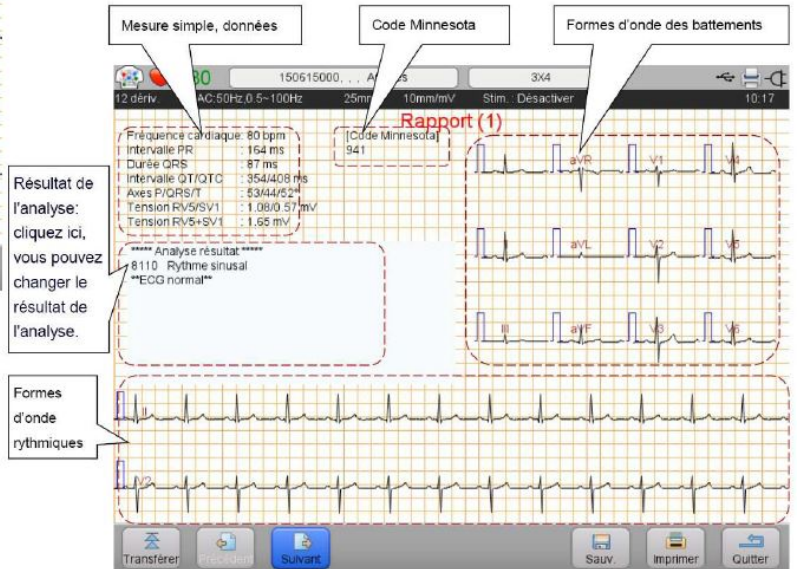 Mesure simple, données
Code Minnesota
Formes d'onde des battements
80
150615000, . . . A
3X4
12 dériv.
AC:50Hz,0.5~100Hz
25mm
10mm/mV
Stim. : Désactiver
10:17
Rapport (1)
Fréquence cardiaque: 80 bpm
Intervalle PR : 164 ms
Durée QRS : 87 ms
Intervalle QT/QTC : 354/408 ms
Axes P/QRS/T : 53/44/52°
Tension RV5/SV1 : 1.08/0.57 mV
Tension RV5+SV1 : 1.65 mV
[Code Minnesota]
941
Résultat de
l'analyse:
cliquez ici,
vous pouvez
changer le
résultat de
l'analyse.
***** Analyse résultat *****
8110 Rythme sinusal
**ECG normal**
I aVR V1 V4
II aVL V2 V5
III aVF V3 V6
Formes
d'onde
rythmiques
II
V2
Transférer
Précédent
Suivant
Sauv.
Imprimer
Quitter